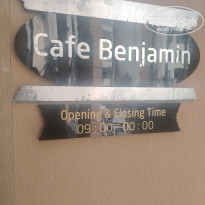 Cafe Benjamin
Opening & Closing Time
09:00-00:00